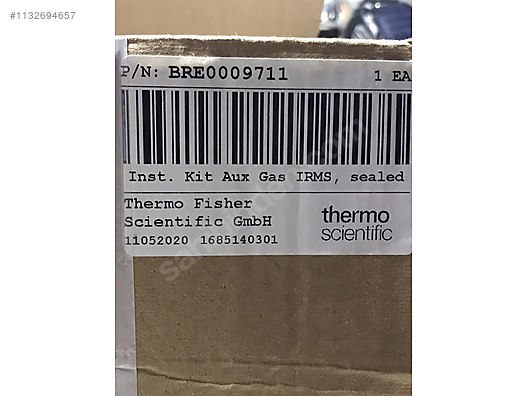 #1132694657
P/N: BRE0009711 1 EA
Inst. Kit Aux Gas IRMS, sealed
Thermo Fisher
Scientific GmbH
thermo
scientific
11052020 1685140301